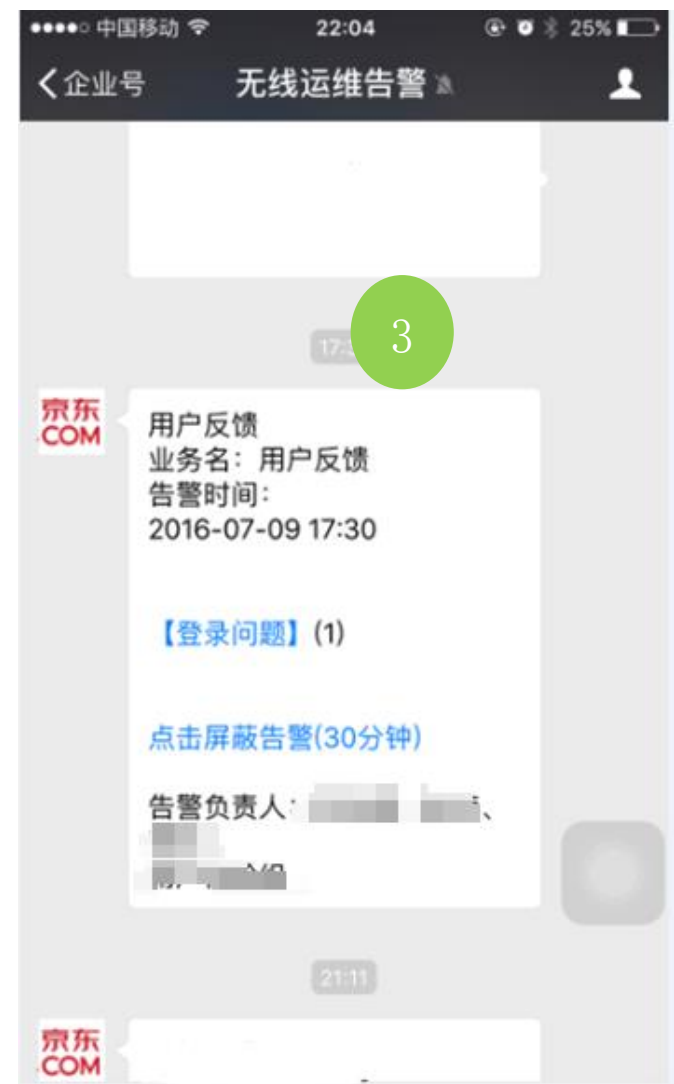 中国移动 22:04 25%
企业号 无线运维告警
3
京东
.COM
用户反馈
业务名：用户反馈
告警时间：
2016-07-09 17:30
【登录问题】(1)
点击屏蔽告警(30分钟)
告警负责人：
21:11
京东
.COM